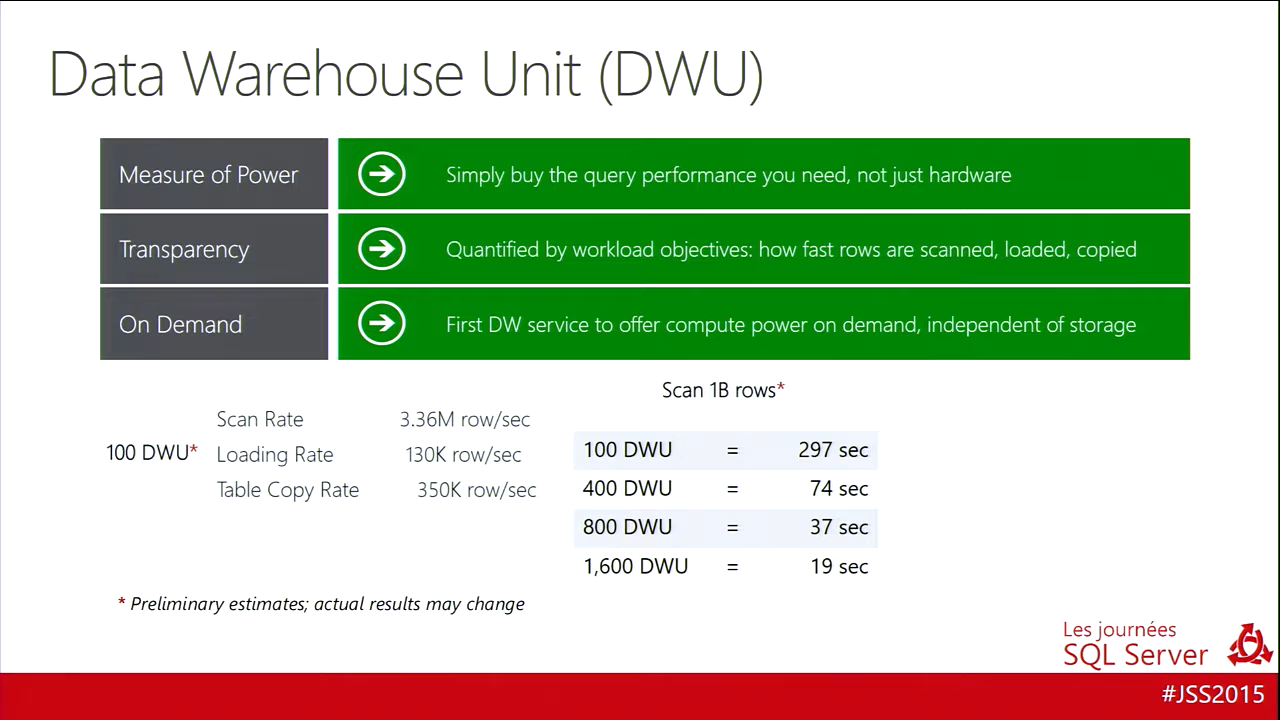 Data Warehouse Unit (DWU)
Measure of Power
Simply buy the query performance you need, not just hardware
Transparency
Quantified by workload objectives: how fast rows are scanned, loaded, copied
On Demand
First DW service to offer compute power on demand, independent of storage
100 DWU*
Scan Rate 3.36M row/sec
Loading Rate 130K row/sec
Table Copy Rate 350K row/sec
Scan 1B rows*
100 DWU = 297 sec
400 DWU = 74 sec
800 DWU = 37 sec
1,600 DWU = 19 sec
* Preliminary estimates; actual results may change
Les journées
SQL Server
#JSS2015